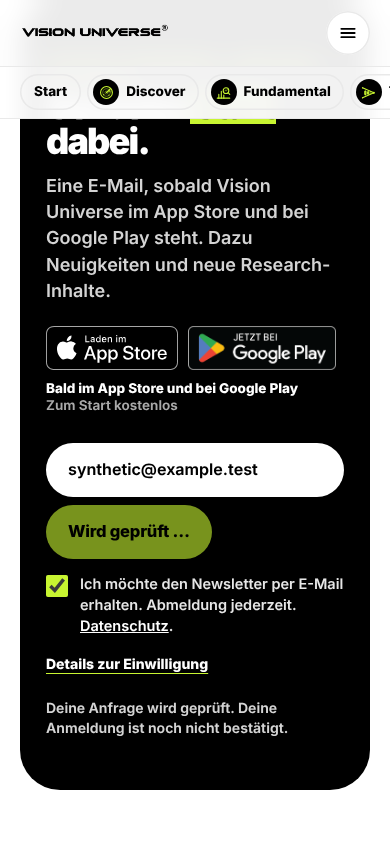 VISION UNIVERSE®
Start
Discover
Fundamental
dabei.
Eine E-Mail, sobald Vision
Universe im App Store und bei
Google Play steht. Dazu
Neuigkeiten und neue Research-
Inhalte.
Laden im
App Store
JETZT BEI
Google Play
Bald im App Store und bei Google Play
Zum Start kostenlos
synthetic@example.test
Wird geprüft …
Ich möchte den Newsletter per E-Mail
erhalten. Abmeldung jederzeit.
Datenschutz.
Details zur Einwilligung
Deine Anfrage wird geprüft. Deine
Anmeldung ist noch nicht bestätigt.